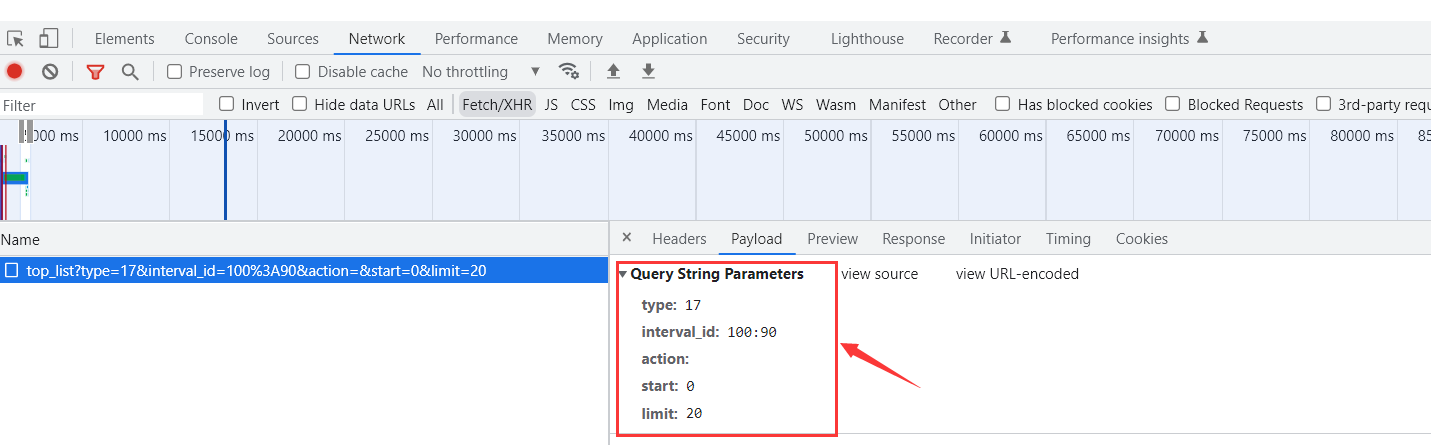 Elements Console Sources Network Performance Memory Application Security Lighthouse Recorder Performance insights
Preserve log Disable cache No throttling
Filter Invert Hide data URLs All Fetch/XHR JS CSS Img Media Font Doc WS Wasm Manifest Other Has blocked cookies Blocked Requests 3rd-party requ
000 ms 10000 ms 15000 ms 20000 ms 25000 ms 30000 ms 35000 ms 40000 ms 45000 ms 50000 ms 55000 ms 60000 ms 65000 ms 70000 ms 75000 ms 80000 ms 85
Name × Headers Payload Preview Response Initiator Timing Cookies
top_list?type=17&interval_id=100%3A90&action=&start=0&limit=20
Query String Parameters view source view URL-encoded
type: 17
interval_id: 100:90
action:
start: 0
limit: 20